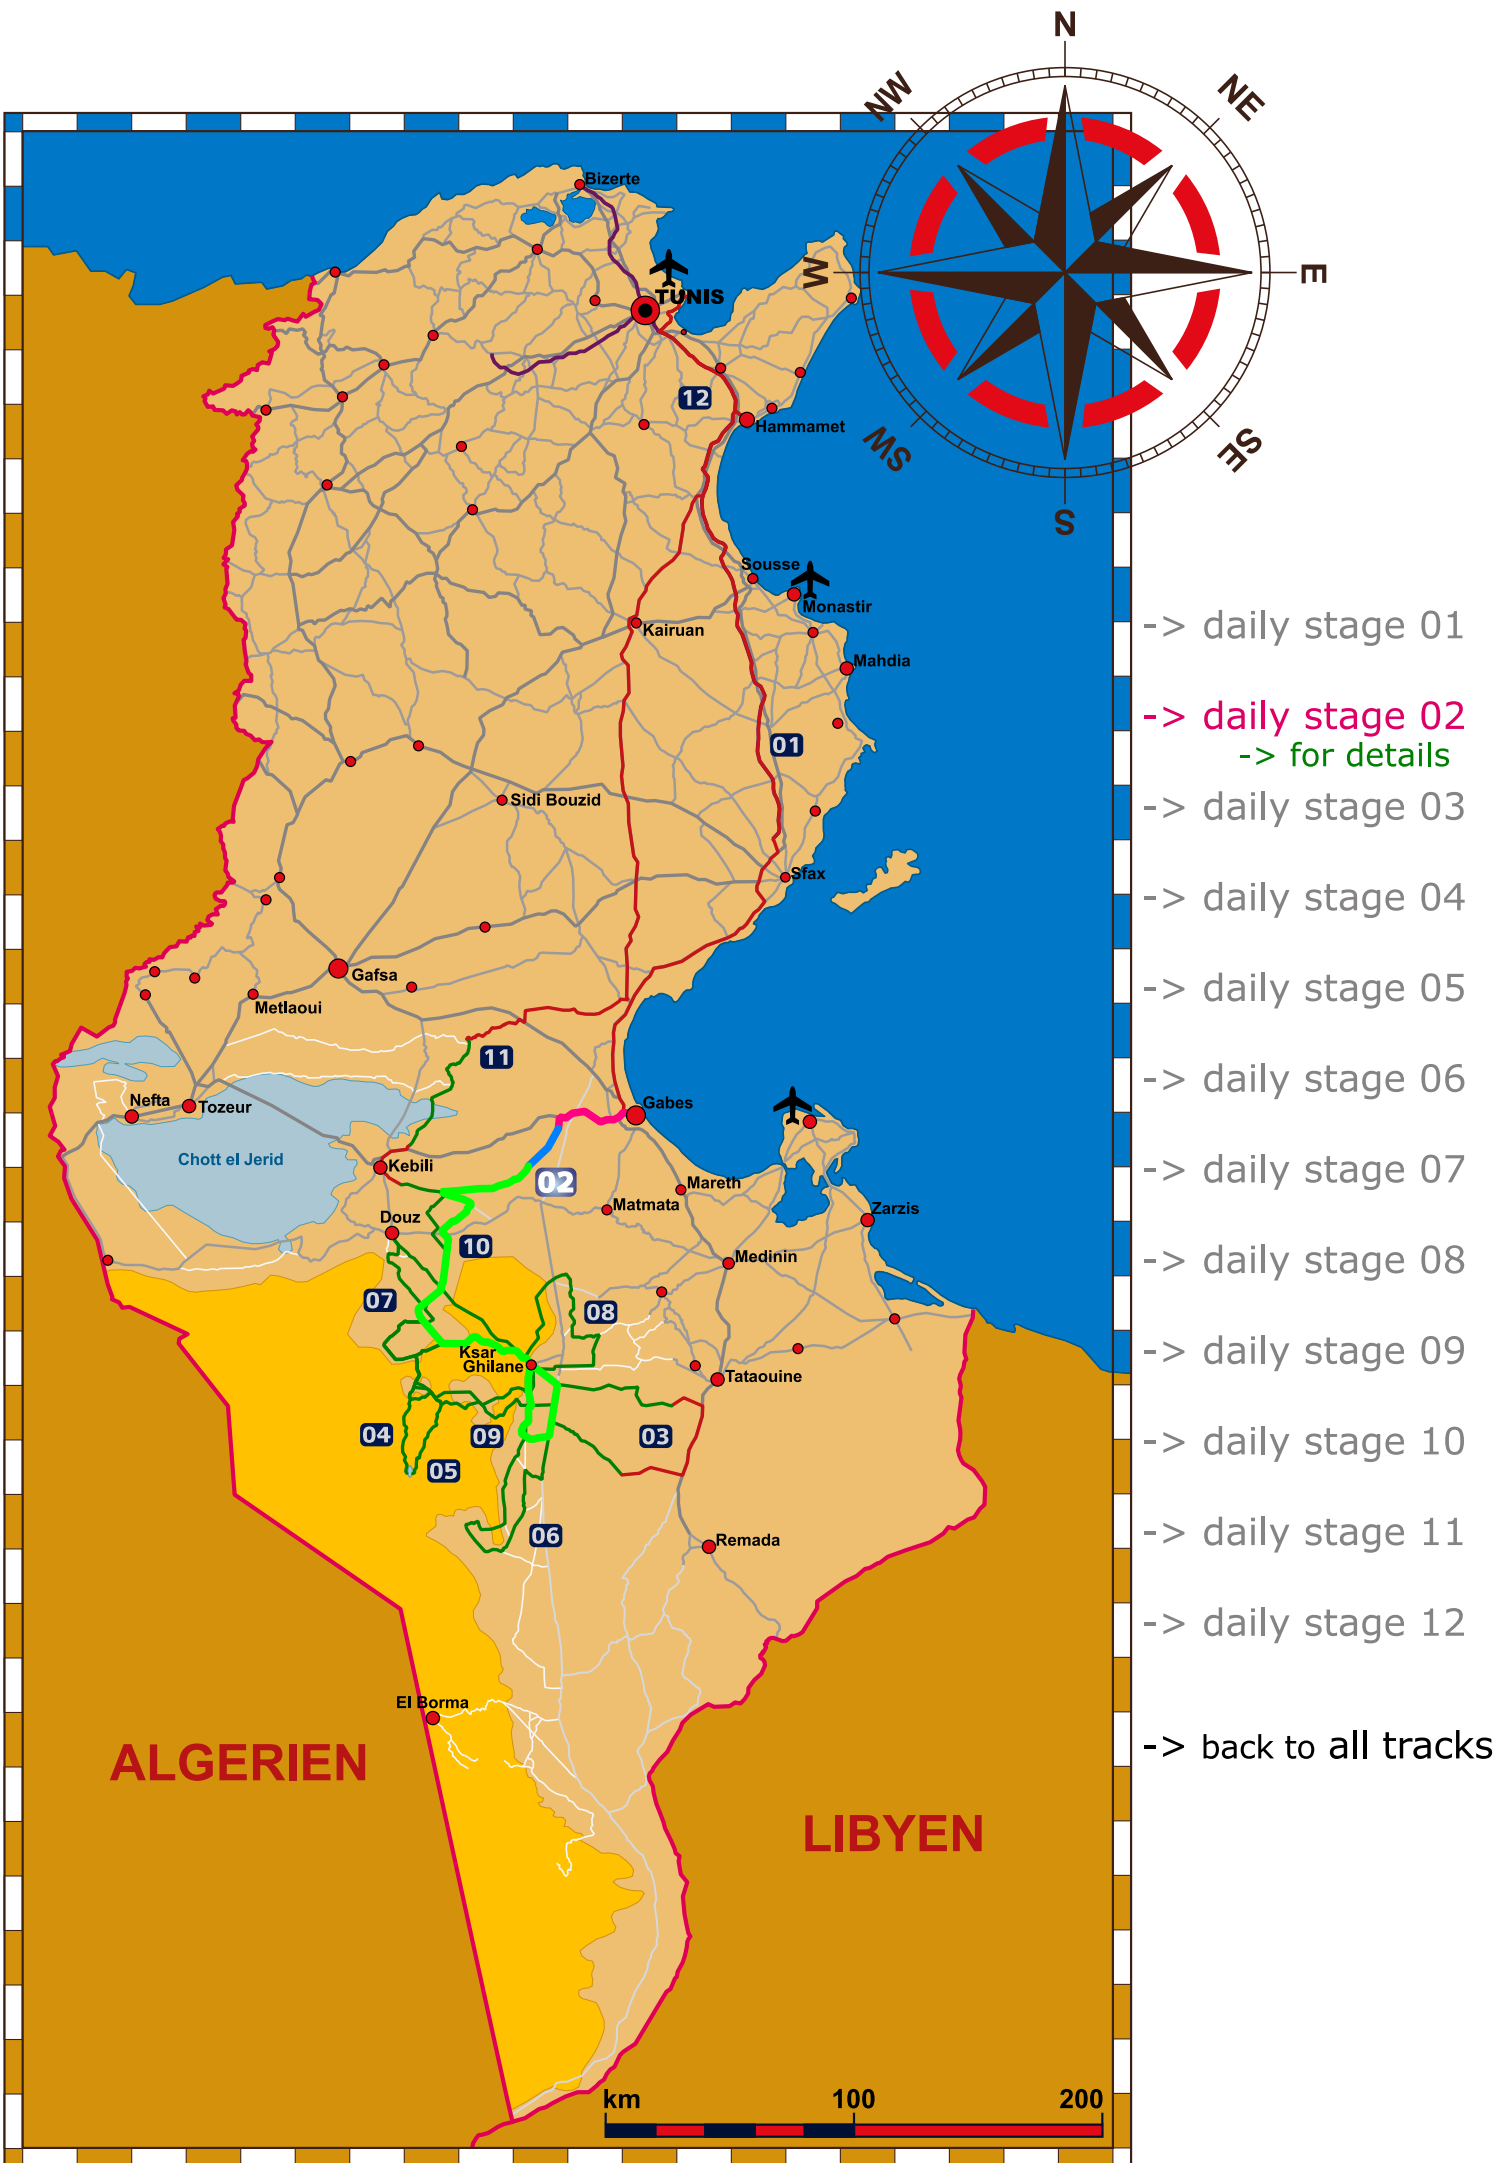 N
NW
NE
W
E
SW
SE
S
Bizerte
TUNIS
12
Hammamet
Sousse
Monastir
Kairuan
Mahdia
01
Sidi Bouzid
Sfax
Gafsa
Metlaoui
11
Nefta
Tozeur
Gabes
Chott el Jerid
Kebili
02
Mareth
Matmata
Douz
Zarzis
10
Medinin
07
08
Ksar
Ghilane
Tataouine
04
09
03
05
06
Remada
El Borma
ALGERIEN
LIBYEN
km 100 200
-> daily stage 01
-> daily stage 02
-> for details
-> daily stage 03
-> daily stage 04
-> daily stage 05
-> daily stage 06
-> daily stage 07
-> daily stage 08
-> daily stage 09
-> daily stage 10
-> daily stage 11
-> daily stage 12
-> back to all tracks